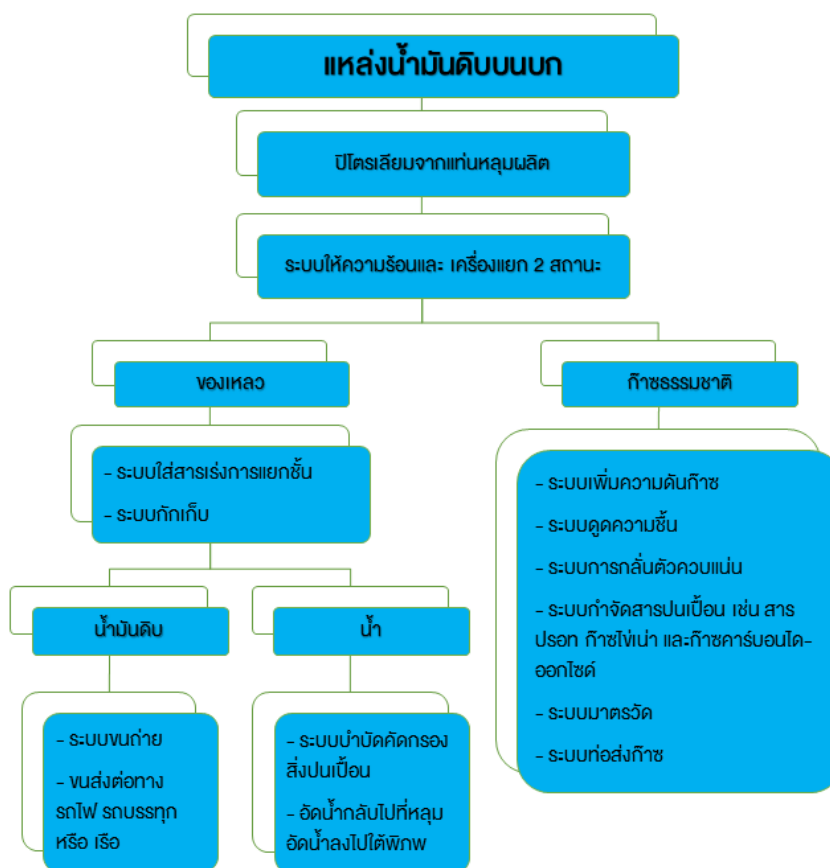 แหล่งน้ำมันดิบบนบก
ปิโตรเลียมจากแท่นหลุมผลิต
ระบบให้ความร้อนและ เครื่องแยก 2 สถานะ
ของเหลว
ก๊าซธรรมชาติ
- ระบบใส่สารเร่งการแยกชั้น
- ระบบกักเก็บ
- ระบบเพิ่มความดันก๊าซ
- ระบบดูดความชื้น
- ระบบการกลั่นตัวควบแน่น
- ระบบกำจัดสารปนเปื้อน เช่น สาร
ปรอท ก๊าซไข่เน่า และก๊าซคาร์บอนได-
ออกไซด์
- ระบบมาตรวัด
- ระบบท่อส่งก๊าซ
น้ำมันดิบ
น้ำ
- ระบบขนถ่าย
- ขนส่งต่อทาง
รถไฟ รถบรรทุก
หรือ เรือ
- ระบบบำบัดคัดกรอง
สิ่งปนเปื้อน
- อัดน้ำกลับไปที่หลุม
อัดน้ำลงไปใต้พิภพ